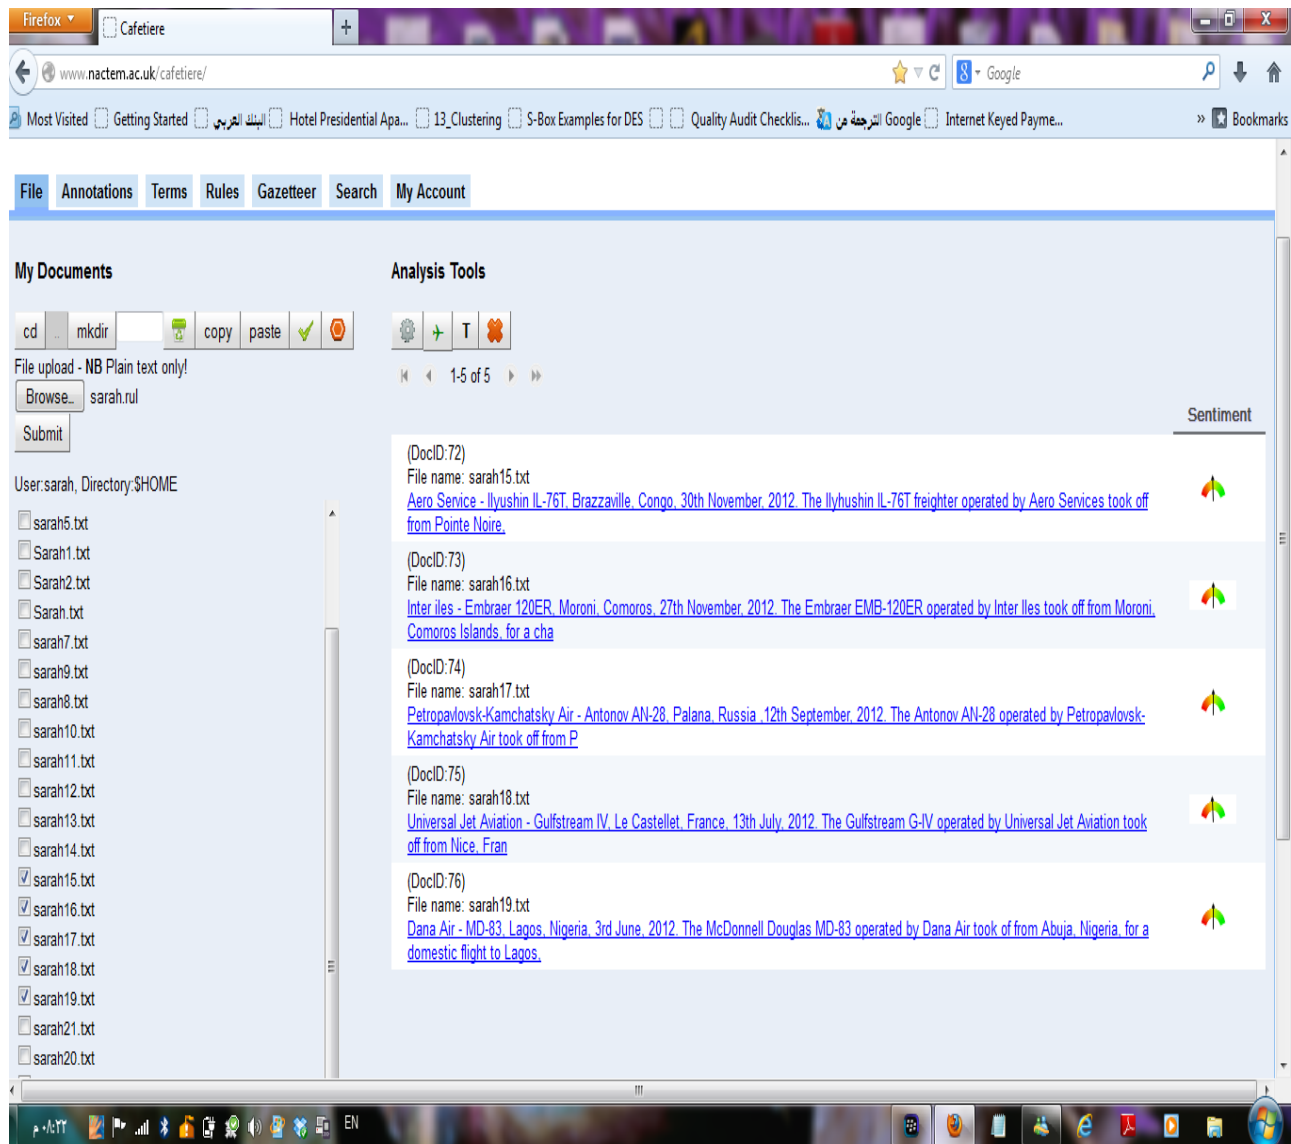 Firefox
Cafetiere
www.nactem.ac.uk/cafetiere/
Google
Most Visited Getting Started البنك العربي Hotel Presidential Apa... 13_Clustering S-Box Examples for DES Quality Audit Checklis... الترجمة من Google Internet Keyed Payme... » Bookmarks
File Annotations Terms Rules Gazetteer Search My Account
My Documents
Analysis Tools
cd .. mkdir copy paste
T
File upload - NB Plain text only!
1-5 of 5
Browse_ sarah.rul
Submit
Sentiment
User:sarah, Directory:$HOME
sarah5.txt
Sarah1.txt
Sarah2.txt
Sarah.txt
sarah7.txt
sarah9.txt
sarah8.txt
sarah10.txt
sarah11.txt
sarah12.txt
sarah13.txt
sarah14.txt
sarah15.txt
sarah16.txt
sarah17.txt
sarah18.txt
sarah19.txt
sarah21.txt
sarah20.txt
(DocID:72)
File name: sarah15.txt
Aero Service - Ilyushin IL-76T, Brazzaville, Congo, 30th November, 2012. The Ilyhushin IL-76T freighter operated by Aero Services took off
from Pointe Noire,
(DocID:73)
File name: sarah16.txt
Inter iles - Embraer 120ER, Moroni, Comoros, 27th November, 2012. The Embraer EMB-120ER operated by Inter Iles took off from Moroni,
Comoros Islands, for a cha
(DocID:74)
File name: sarah17.txt
Petropavlovsk-Kamchatsky Air - Antonov AN-28, Palana, Russia ,12th September, 2012. The Antonov AN-28 operated by Petropavlovsk-
Kamchatsky Air took off from P
(DocID:75)
File name: sarah18.txt
Universal Jet Aviation - Gulfstream IV, Le Castellet, France, 13th July, 2012. The Gulfstream G-IV operated by Universal Jet Aviation took
off from Nice, Fran
(DocID:76)
File name: sarah19.txt
Dana Air - MD-83, Lagos, Nigeria, 3rd June, 2012. The McDonnell Douglas MD-83 operated by Dana Air took of from Abuja, Nigeria, for a
domestic flight to Lagos,
٠٨:٢٢ م
EN